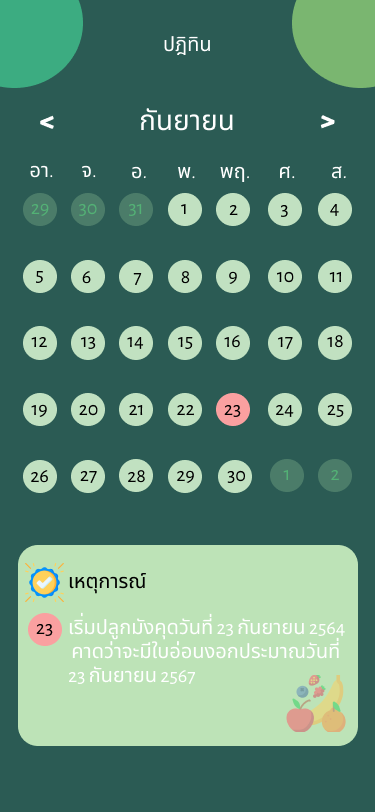 ปฎิทิน
< กันยายน >
อา. จ. อ. พ. พฤ. ศ. ส.
29 30 31 1 2 3 4
5 6 7 8 9 10 11
12 13 14 15 16 17 18
19 20 21 22 23 24 25
26 27 28 29 30 1 2
เหตุการณ์
23 เริ่มปลูกมังคุดวันที่ 23 กันยายน 2564
คาดว่าจะมีใบอ่อนงอกประมาณวันที่
23 กันยายน 2567